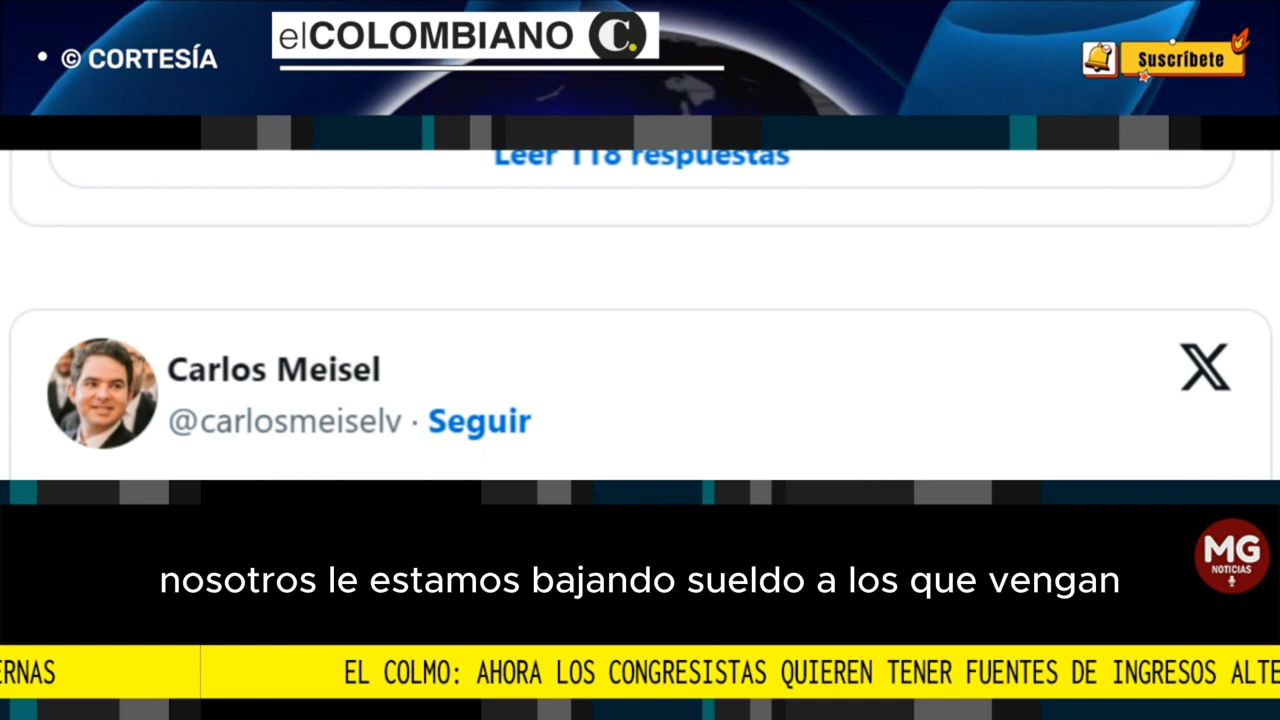 • © CORTESÍA
elCOLOMBIANO C.
Suscríbete
Leer 118 respuestas
Carlos Meisel
@carlosmeiselv · Seguir
nosotros le estamos bajando sueldo a los que vengan
MG
NOTICIAS
ERNAS
EL COLMO: AHORA LOS CONGRESISTAS QUIEREN TENER FUENTES DE INGRESOS ALTE